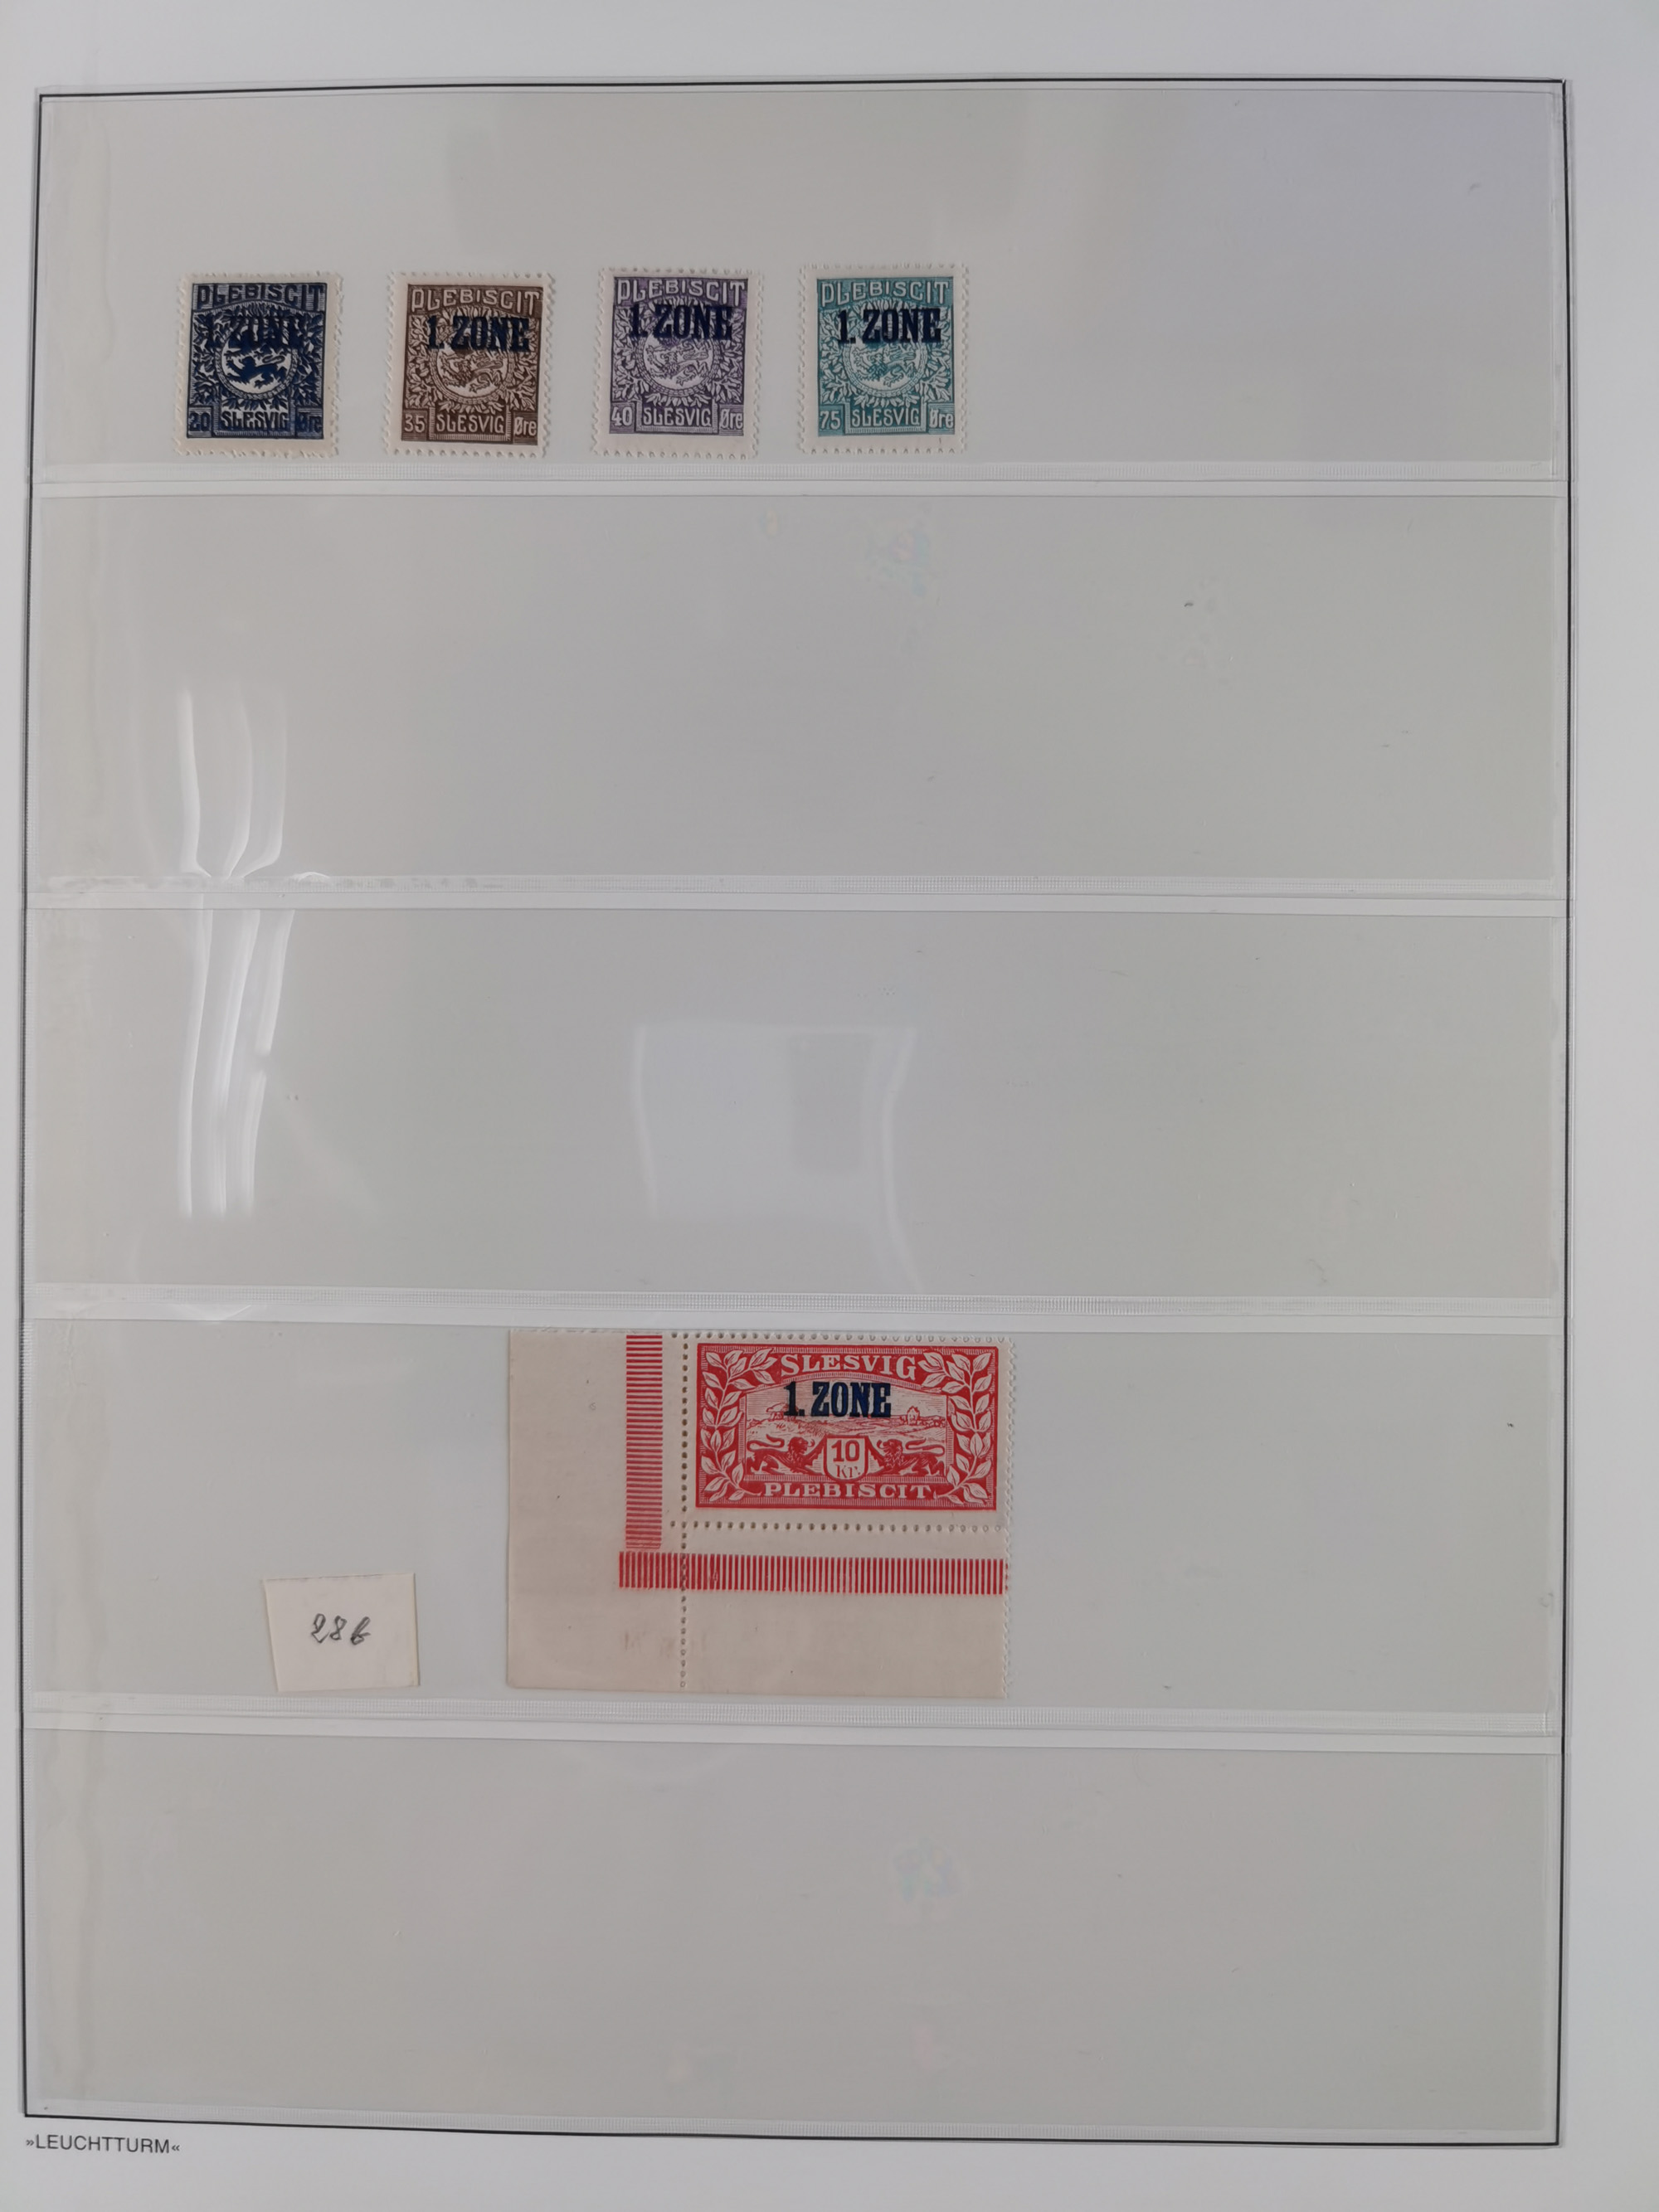 PLEBISCIT
1. ZONE
20 SLESVIG Øre
PLEBISCIT
1. ZONE
35 SLESVIG Øre
PLEBISCIT
1. ZONE
40 SLESVIG Øre
PLEBISCIT
1. ZONE
75 SLESVIG Øre
SLESVIG
1. ZONE
10
Kr.
PLEBISCIT
»LEUCHTTURM«